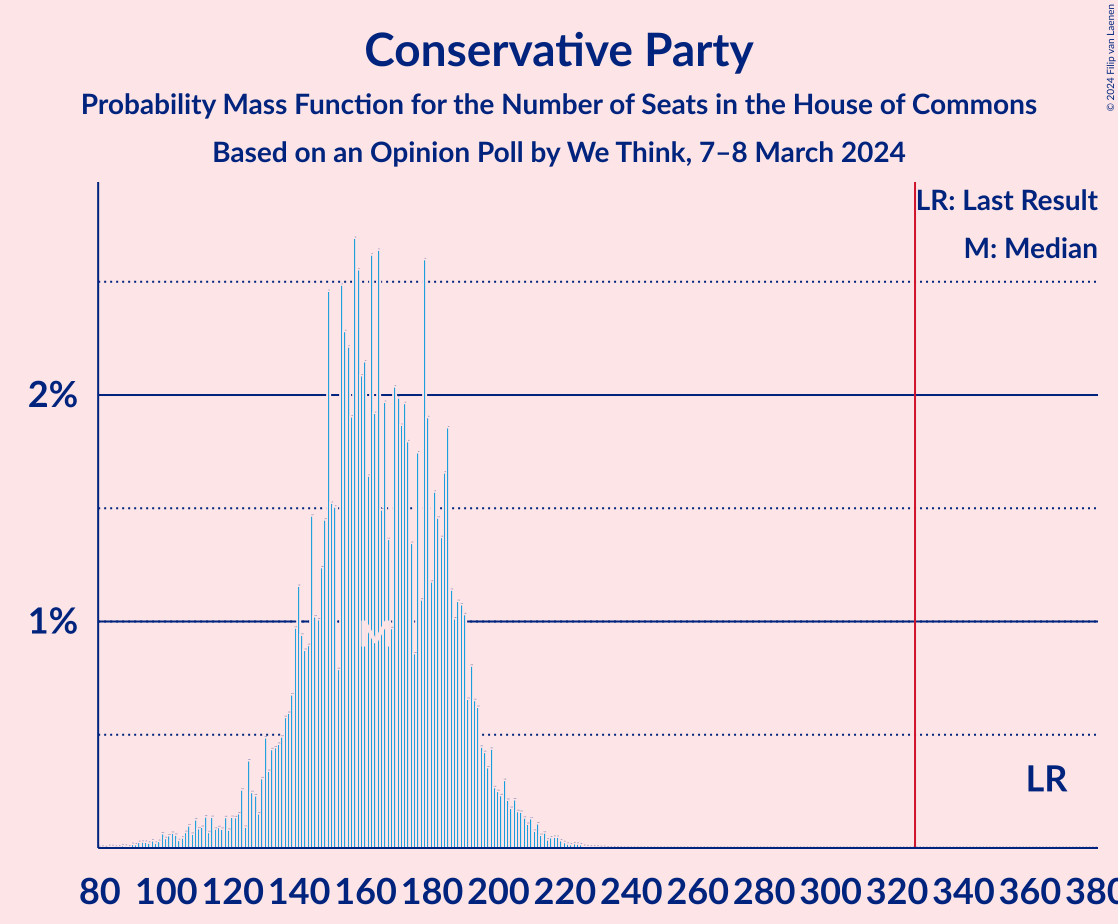 Conservative Party
Probability Mass Function for the Number of Seats in the House of Commons
Based on an Opinion Poll by We Think, 7–8 March 2024
© 2024 Filip van Laenen
LR: Last Result
M: Median
2%
1%
M
LR
80 100 120 140 160 180 200 220 240 260 280 300 320 340 360 380